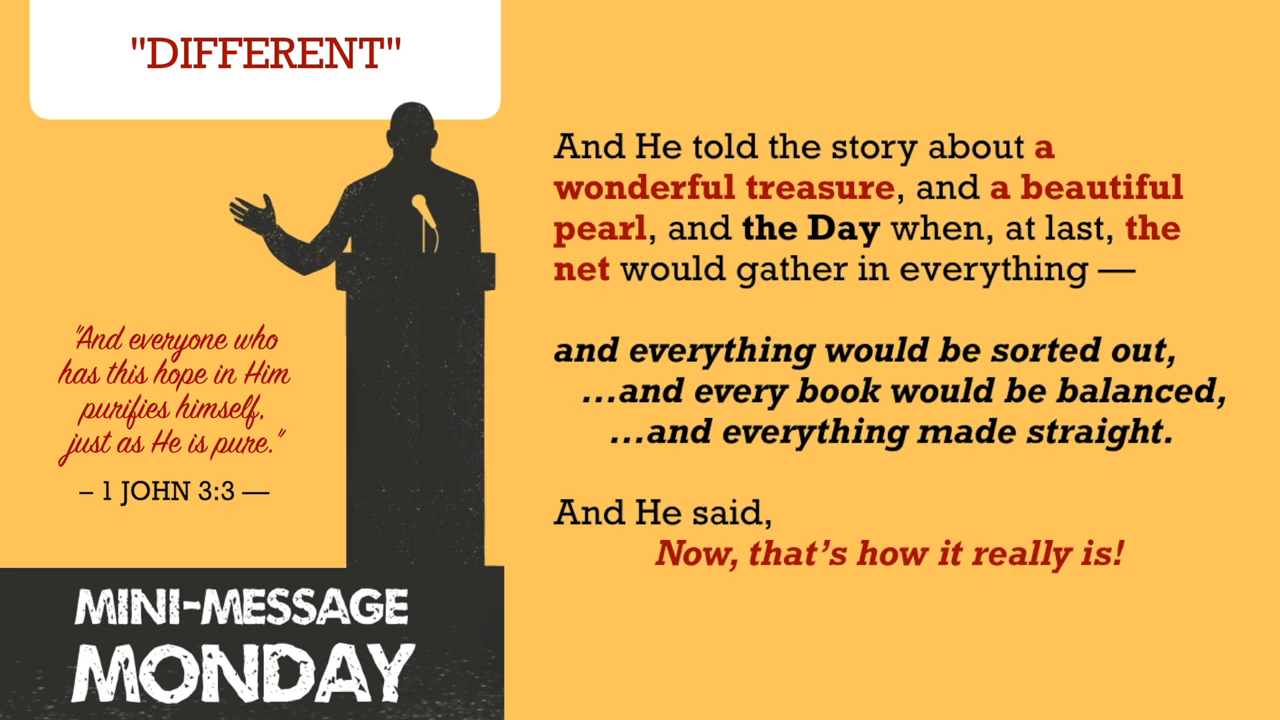 "DIFFERENT"
"And everyone who
has this hope in Him
purifies himself,
just as He is pure."
– 1 JOHN 3:3 —
MINI-MESSAGE
MONDAY
And He told the story about a
wonderful treasure, and a beautiful
pearl, and the Day when, at last, the
net would gather in everything —
and everything would be sorted out,
...and every book would be balanced,
...and everything made straight.
And He said,
Now, that’s how it really is!